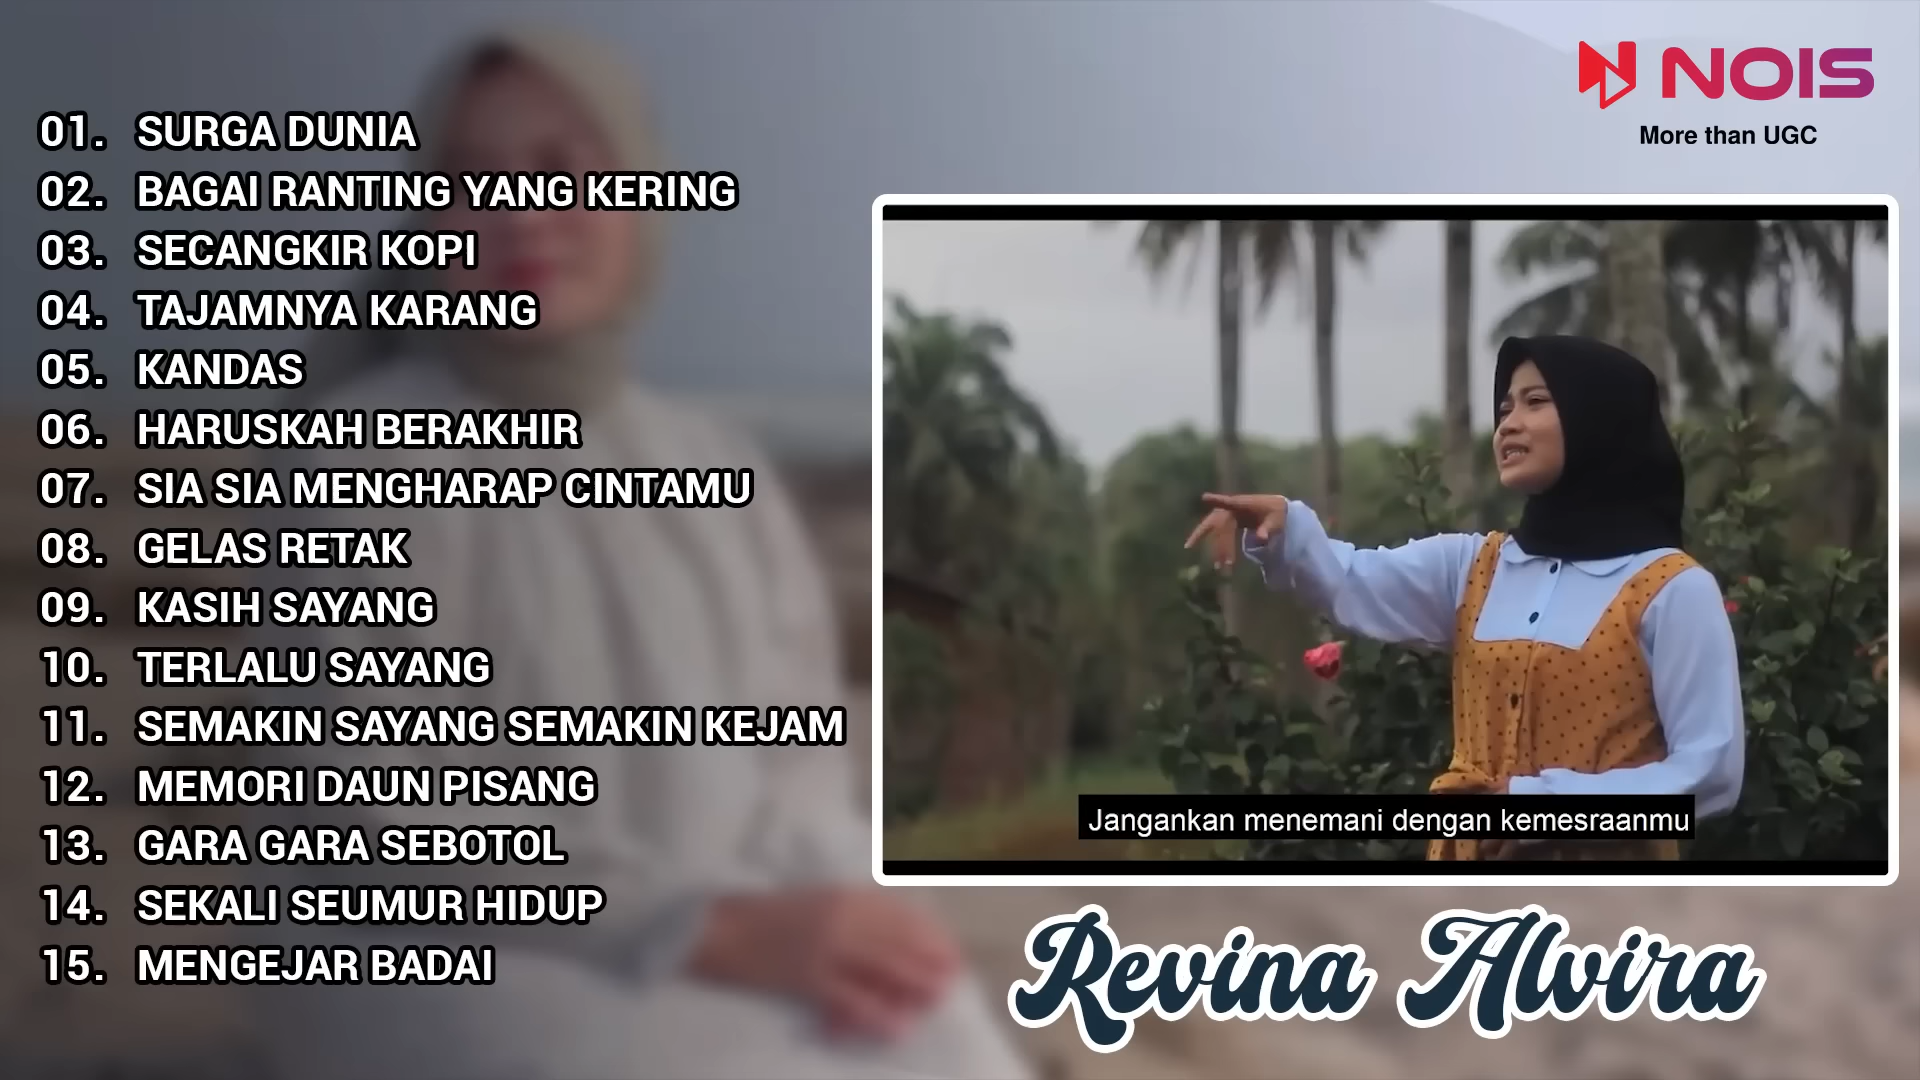 NOIS
More than UGC
01. SURGA DUNIA
02. BAGAI RANTING YANG KERING
03. SECANGKIR KOPI
04. TAJAMNYA KARANG
05. KANDAS
06. HARUSKAH BERAKHIR
07. SIA SIA MENGHARAP CINTAMU
08. GELAS RETAK
09. KASIH SAYANG
10. TERLALU SAYANG
11. SEMAKIN SAYANG SEMAKIN KEJAM
12. MEMORI DAUN PISANG
13. GARA GARA SEBOTOL
14. SEKALI SEUMUR HIDUP
15. MENGEJAR BADAI
Jangankan menemani dengan kemesraanmu
Revina Alvira